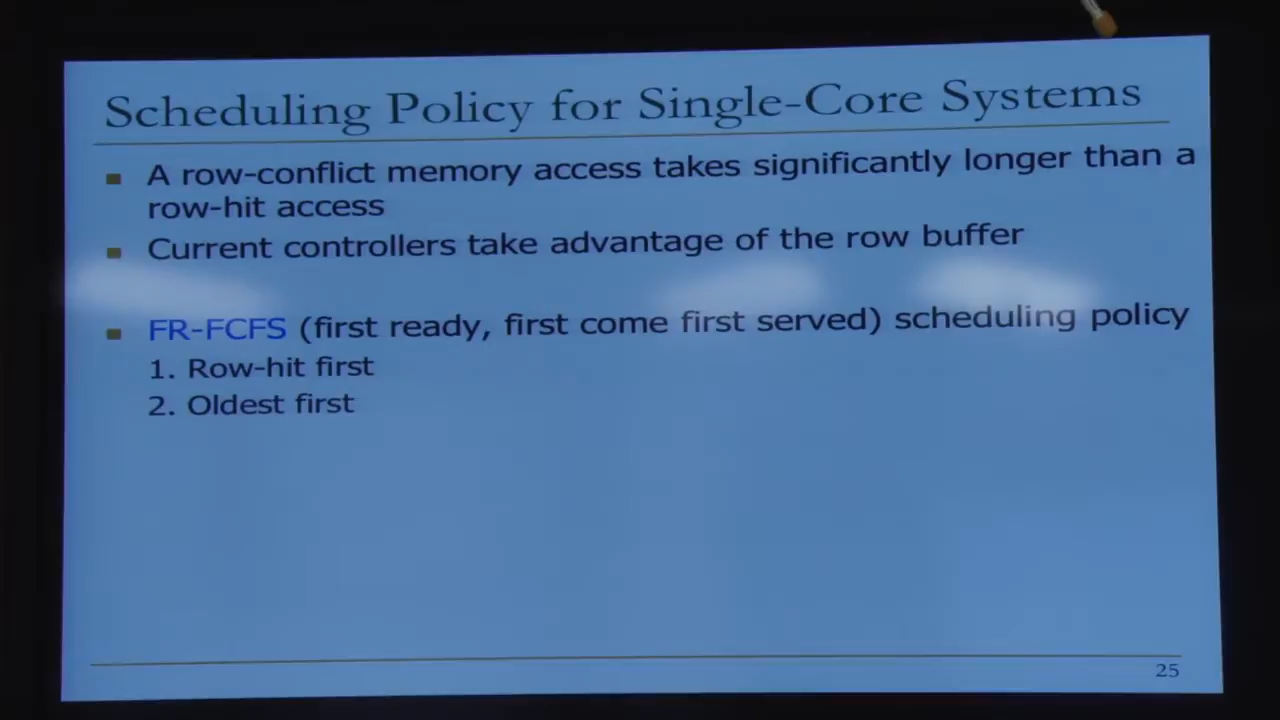 Scheduling Policy for Single-Core Systems
A row-conflict memory access takes significantly longer than a
row-hit access
Current controllers take advantage of the row buffer
FR-FCFS (first ready, first come first served) scheduling policy
1. Row-hit first
2. Oldest first
25